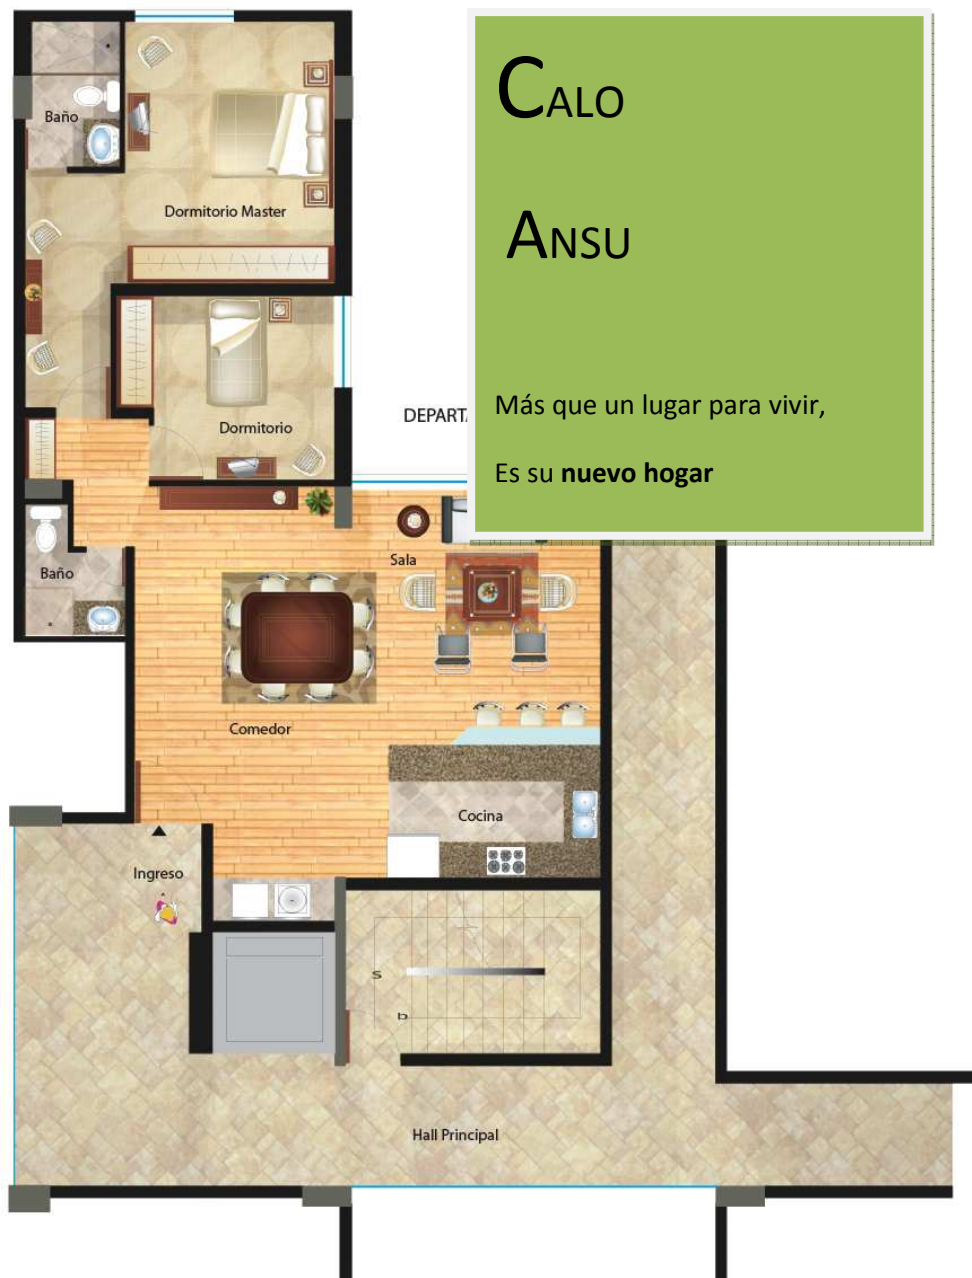 CALO
ANSU
Más que un lugar para vivir,
Es su nuevo hogar
Baño
Dormitorio Master
Dormitorio
DEPARTA
Sala
Baño
Comedor
Cocina
Ingreso
S
b
Hall Principal